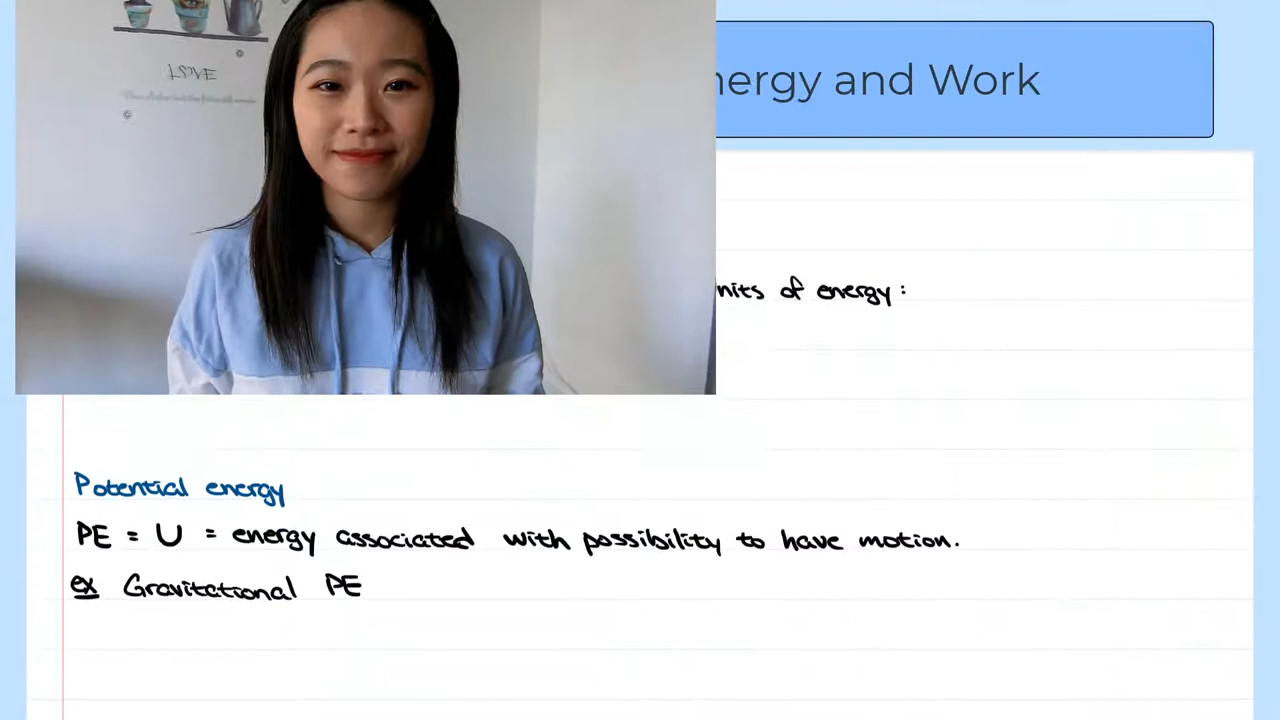 LOVE
nergy and Work
nits of energy :
Potential energy
PE = U = energy associated with possibility to have motion.
ex Gravitational PE